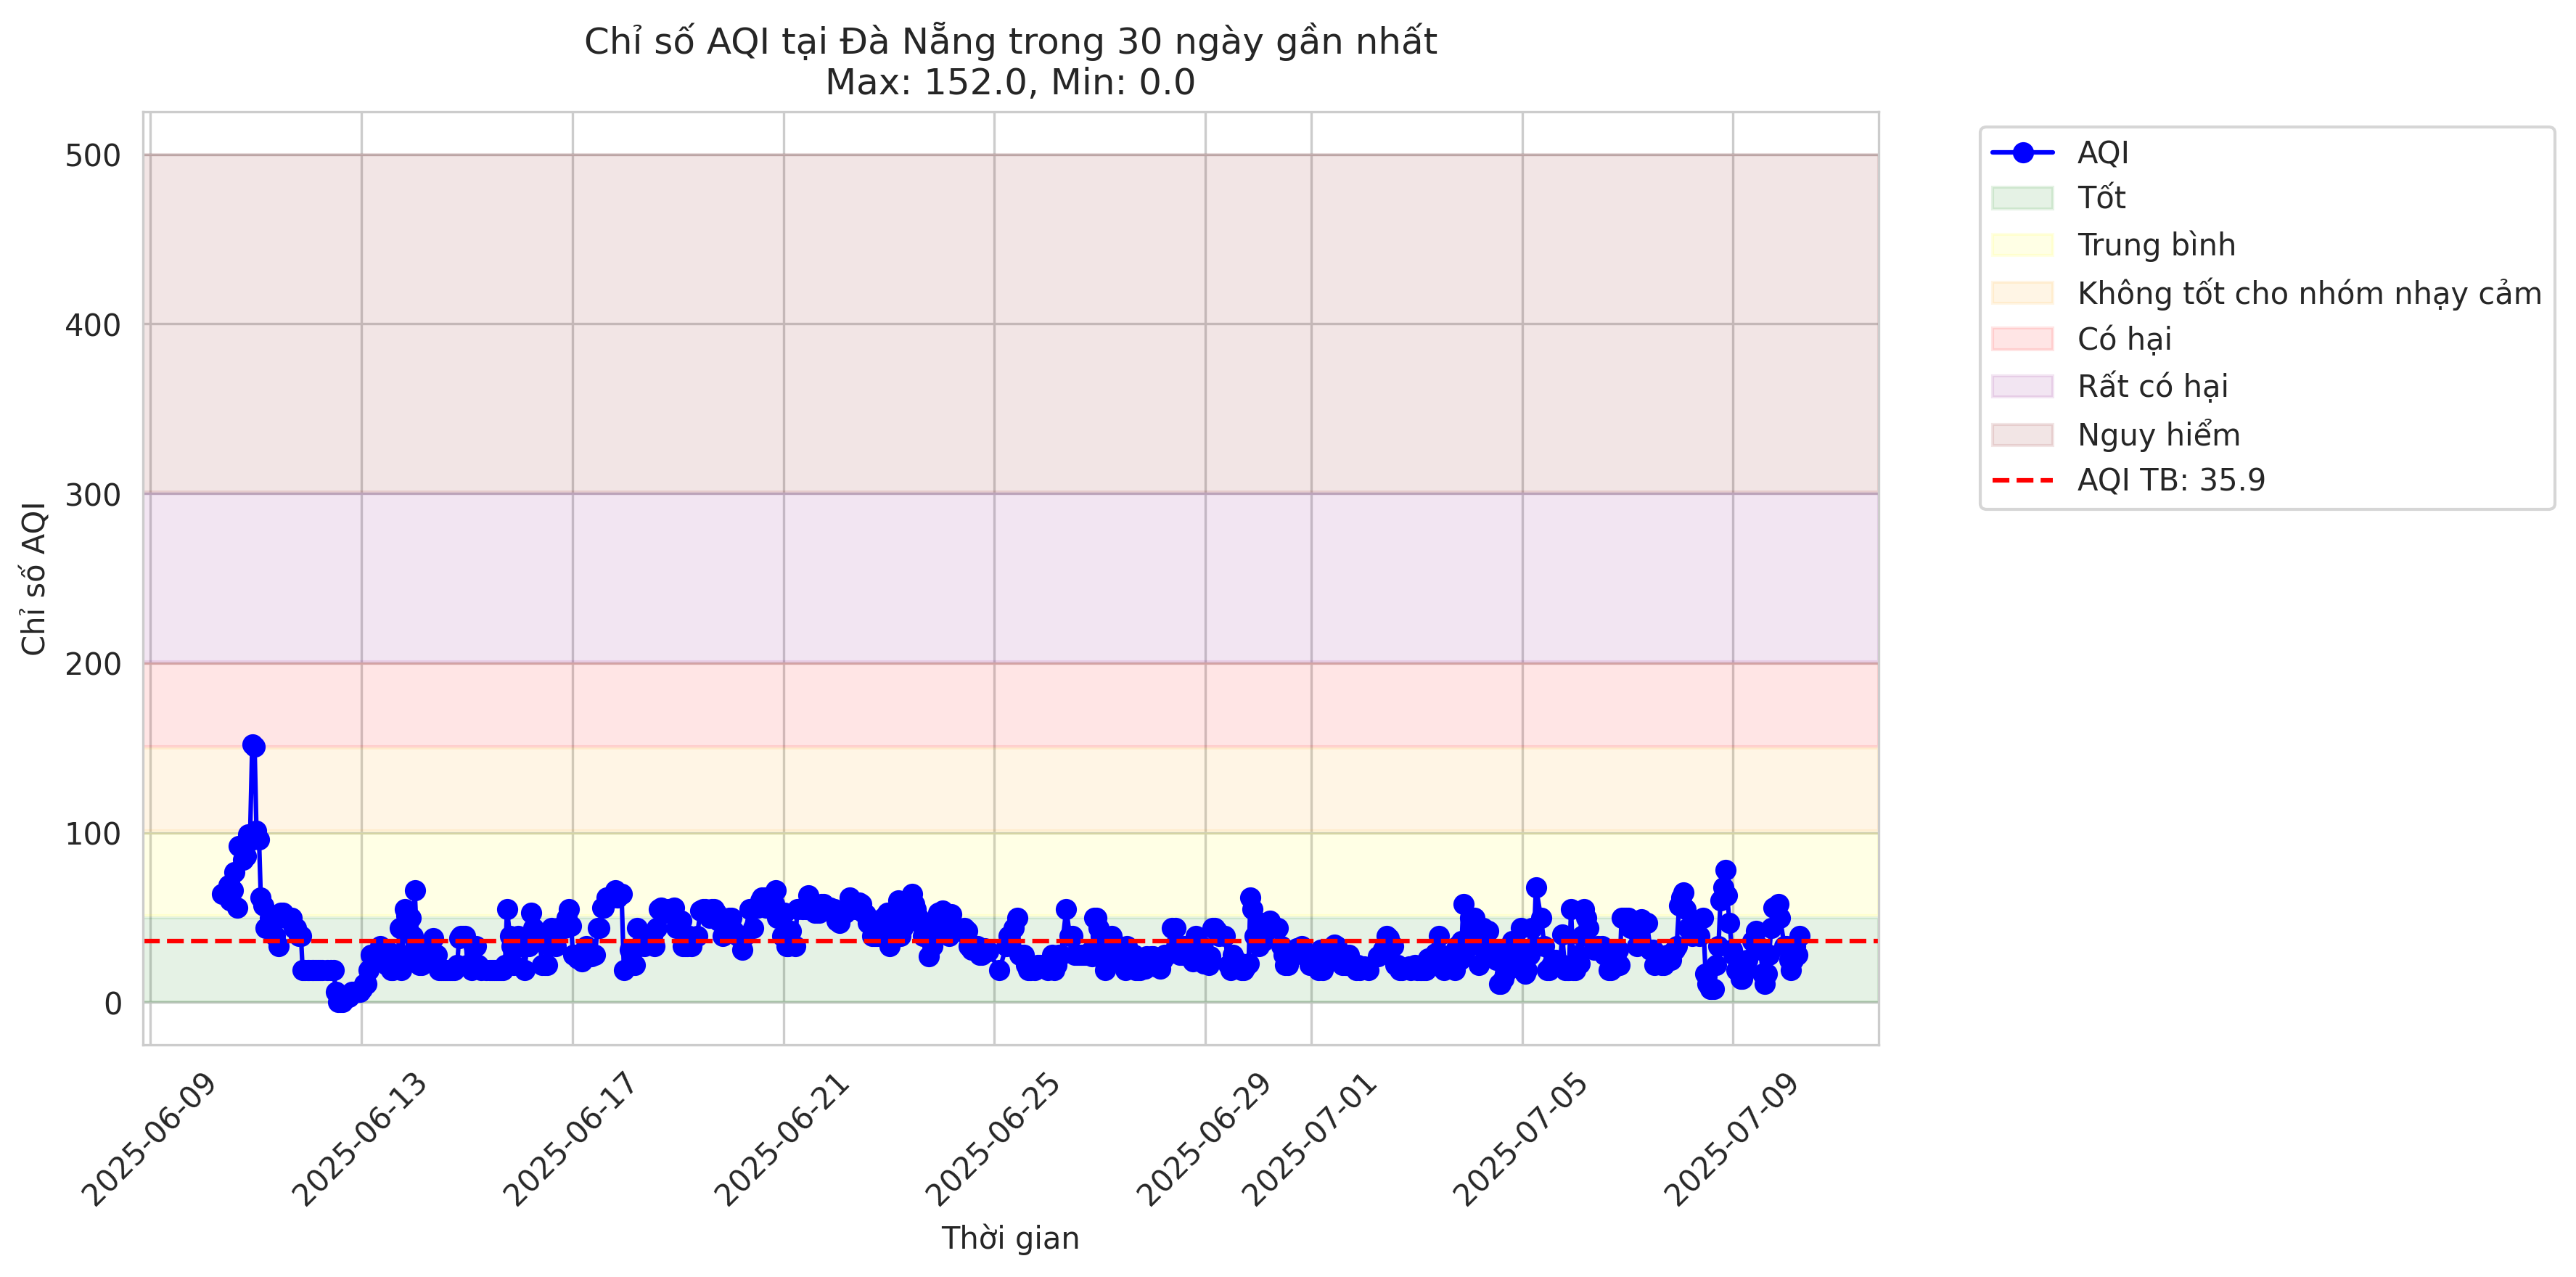 Chỉ số AQI tại Đà Nẵng trong 30 ngày gần nhất
Max: 152.0, Min: 0.0
Chỉ số AQI
500
400
300
200
100
0
2025-06-09
2025-06-13
2025-06-17
2025-06-21
2025-06-25
2025-06-29
2025-07-01
2025-07-05
2025-07-09
Thời gian
AQI
Tốt
Trung bình
Không tốt cho nhóm nhạy cảm
Có hại
Rất có hại
Nguy hiểm
AQI TB: 35.9